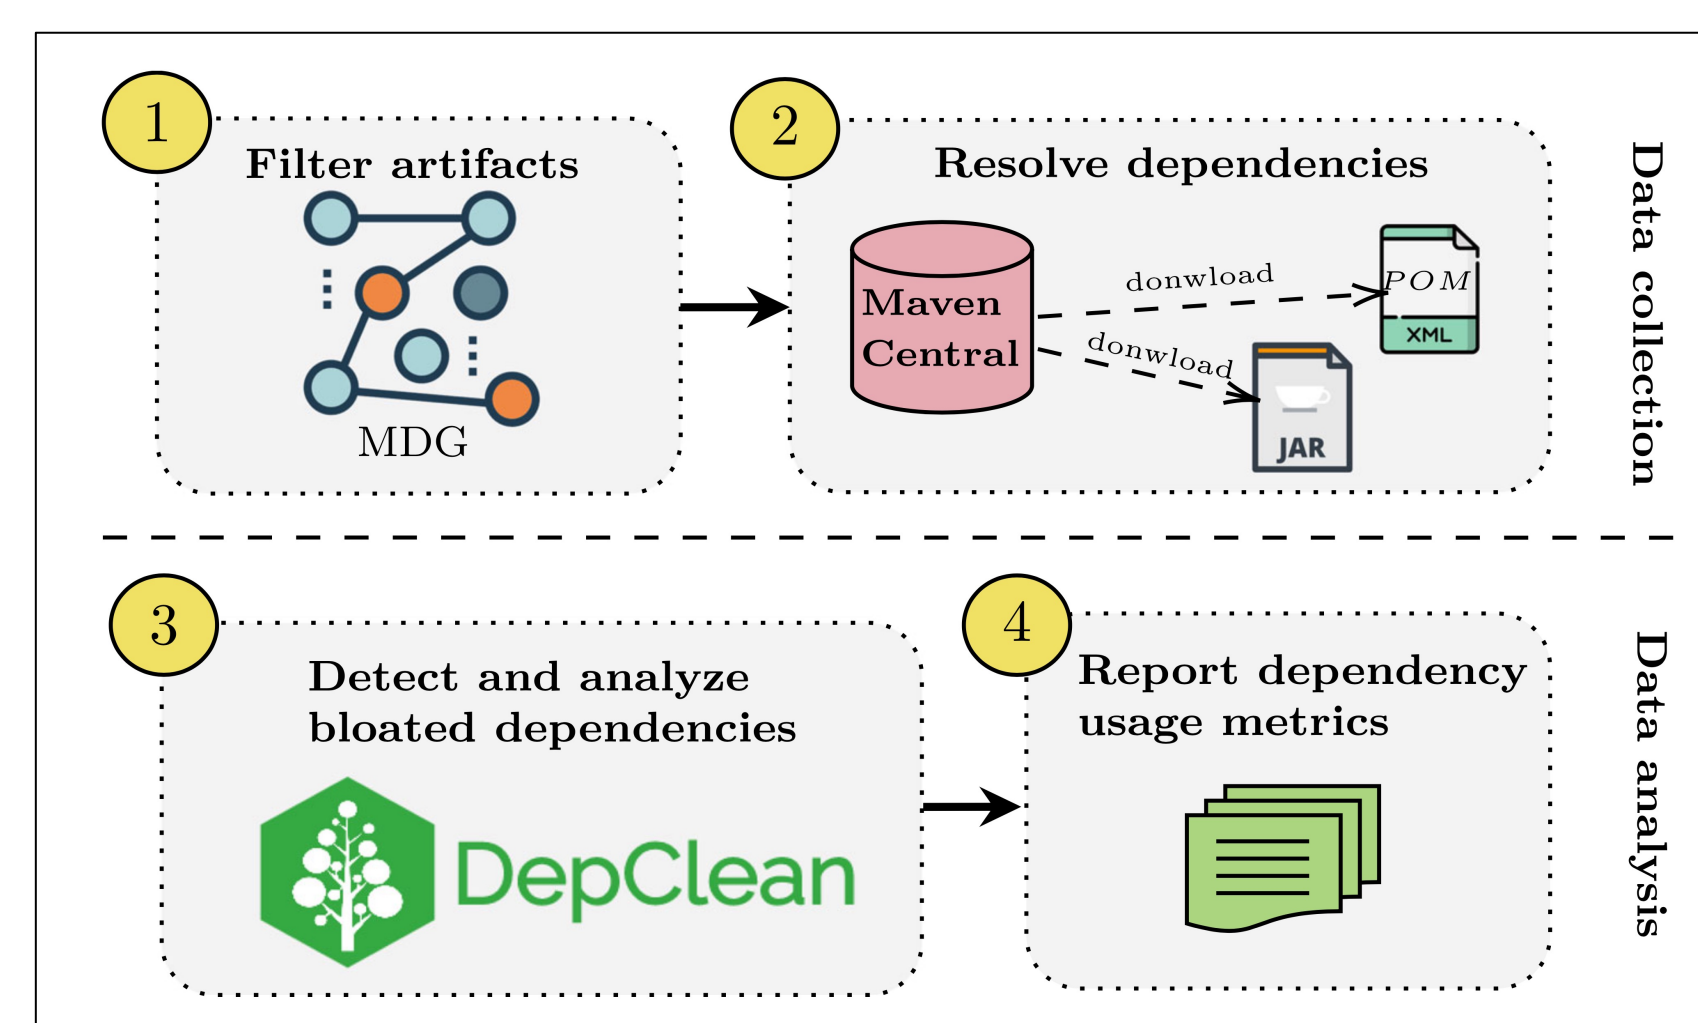 1
Filter artifacts
MDG
2
Resolve dependencies
Maven
Central
donwload
donwload
POM
XML
JAR
Data collection
3
Detect and analyze
bloated dependencies
DepClean
4
Report dependency
usage metrics
Data analysis